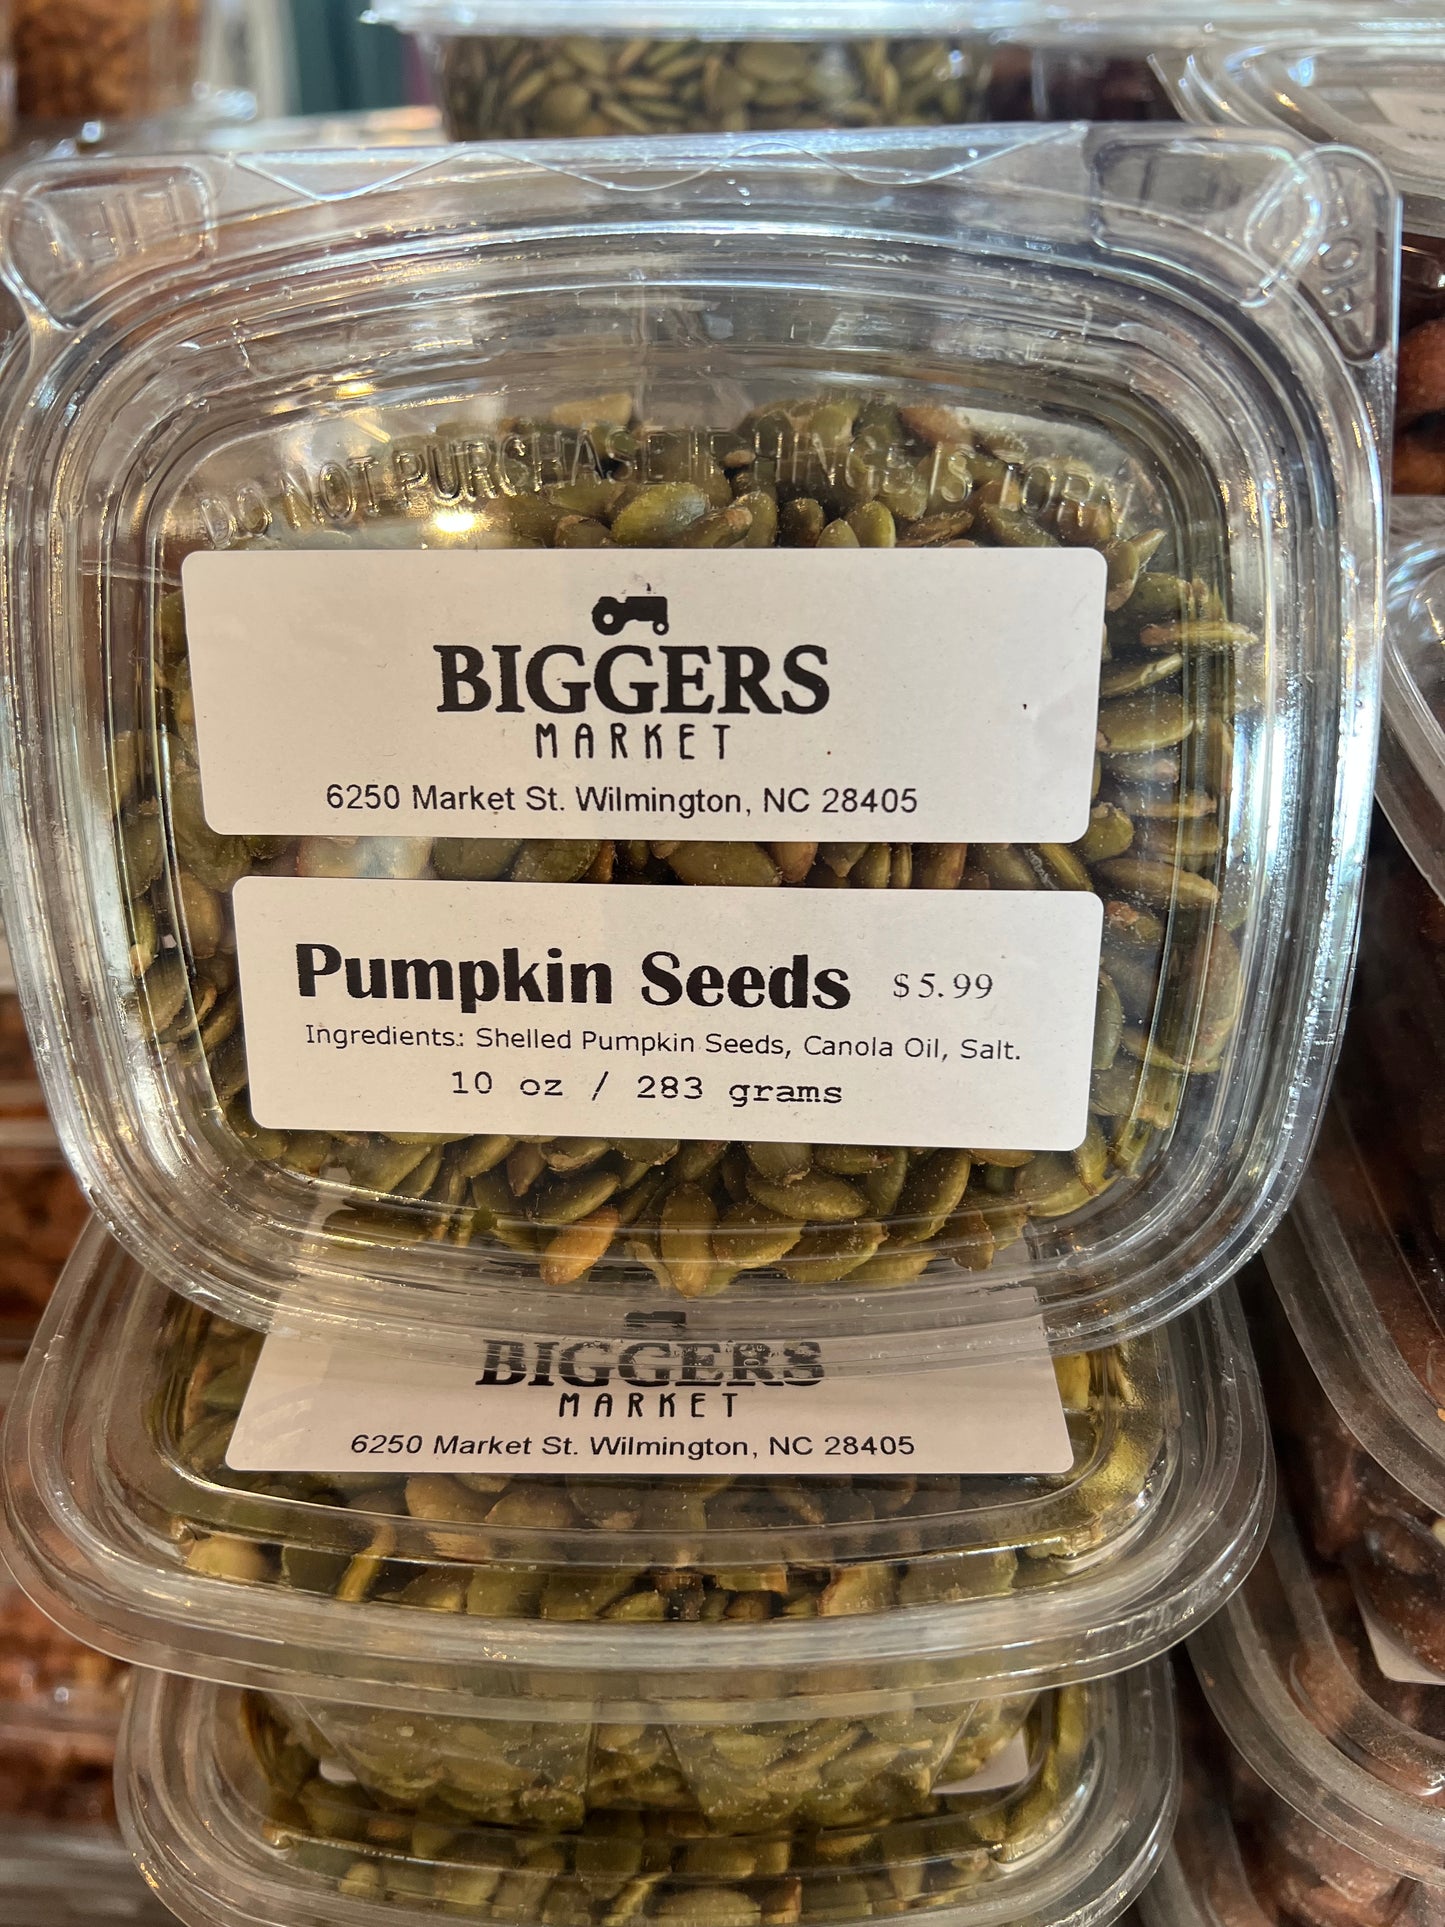 DO NOT PURCHASE IF HINGE IS TORN
BIGGERS
MARKET
6250 Market St. Wilmington, NC 28405
Pumpkin Seeds $5.99
Ingredients: Shelled Pumpkin Seeds, Canola Oil, Salt.
10 oz / 283 grams
BIGGERS
MARKET
6250 Market St. Wilmington, NC 28405